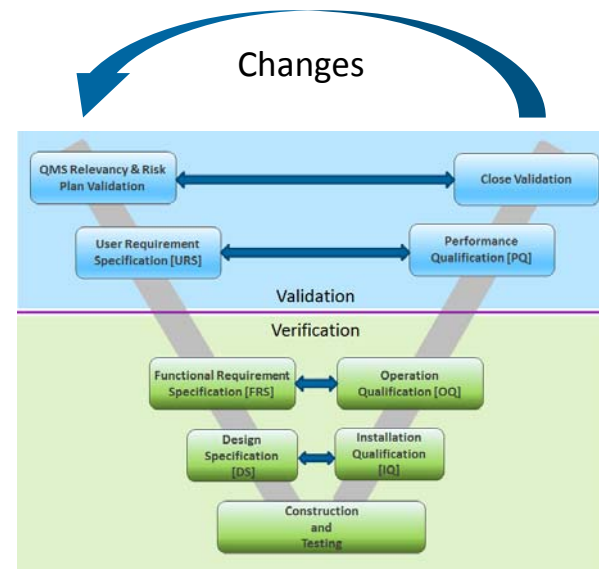 Changes
QMS Relevancy & Risk
Plan Validation
Close Validation
User Requirement
Specification [URS]
Performance
Qualification [PQ]
Validation
Verification
Functional Requirement
Specification [FRS]
Operation
Qualification [OQ]
Design
Specification
[DS]
Installation
Qualification
[IQ]
Construction
and
Testing